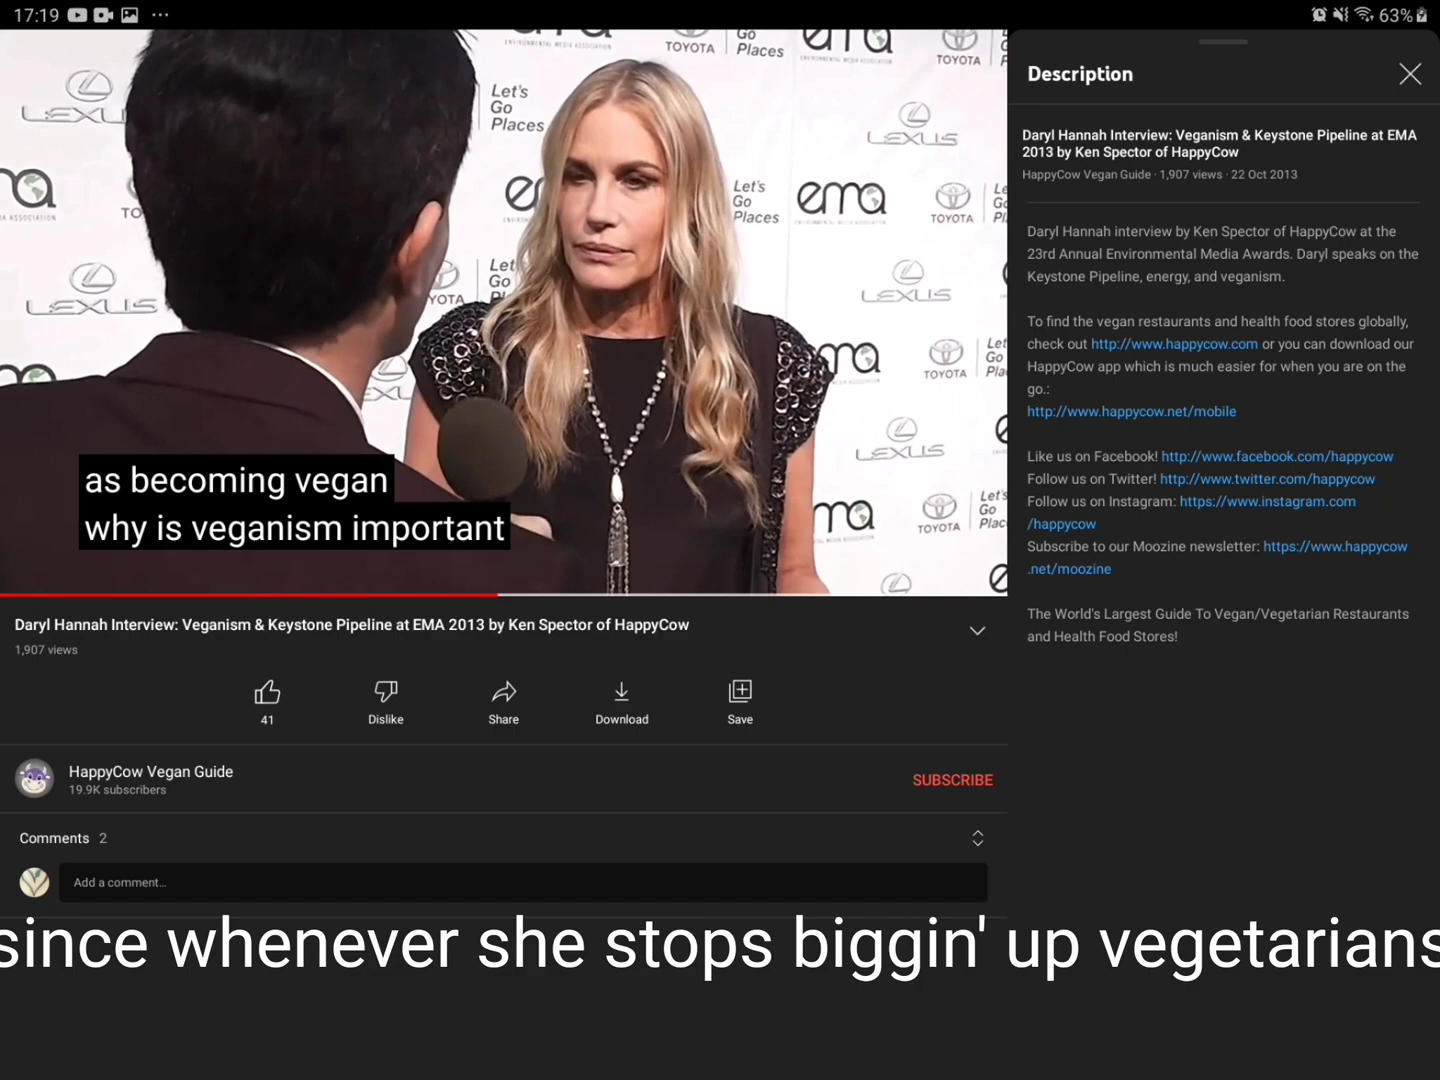 17:19
63%
ema
ENVIRONMENTAL MEDIA ASSOCIATION
TOYOTA
Go
Places
LEXUS
Let's
Go
Places
ema
TOYOTA
LEXUS
as becoming vegan
why is veganism important
Daryl Hannah Interview: Veganism & Keystone Pipeline at EMA 2013 by Ken Spector of HappyCow
1,907 views
41
Dislike
Share
Download
Save
HappyCow Vegan Guide
19.9K subscribers
SUBSCRIBE
Comments 2
Add a comment...
Description
Daryl Hannah Interview: Veganism & Keystone Pipeline at EMA
2013 by Ken Spector of HappyCow
HappyCow Vegan Guide · 1,907 views · 22 Oct 2013
Daryl Hannah interview by Ken Spector of HappyCow at the
23rd Annual Environmental Media Awards. Daryl speaks on the
Keystone Pipeline, energy, and veganism.
To find the vegan restaurants and health food stores globally,
check out http://www.happycow.com or you can download our
HappyCow app which is much easier for when you are on the
go.:
http://www.happycow.net/mobile
Like us on Facebook! http://www.facebook.com/happycow
Follow us on Twitter! http://www.twitter.com/happycow
Follow us on Instagram: https://www.instagram.com
/happycow
Subscribe to our Moozine newsletter: https://www.happycow
.net/moozine
The World's Largest Guide To Vegan/Vegetarian Restaurants
and Health Food Stores!
since whenever she stops biggin' up vegetarians